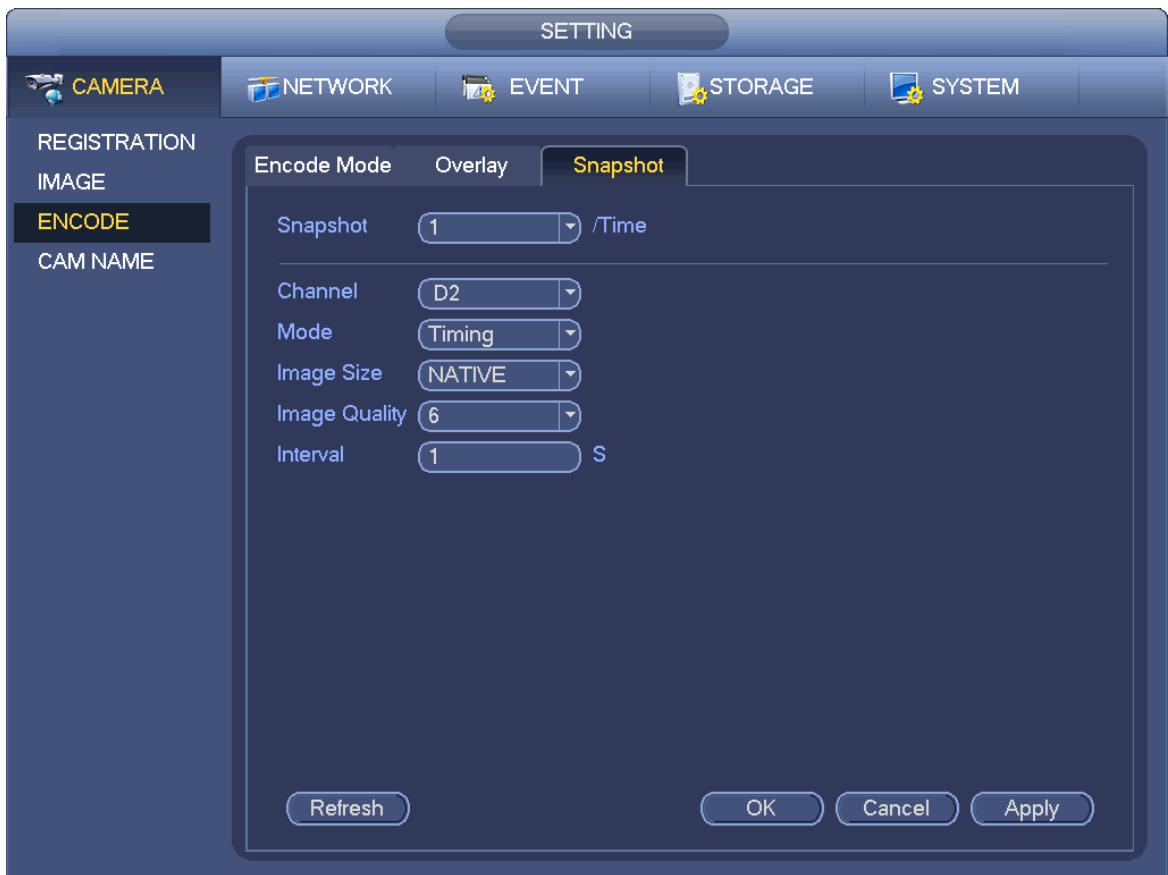 SETTING
CAMERA NETWORK EVENT STORAGE SYSTEM
REGISTRATION
IMAGE
ENCODE
CAM NAME
Encode Mode Overlay Snapshot
Snapshot 1 /Time
Channel D2
Mode Timing
Image Size NATIVE
Image Quality 6
Interval 1 S
Refresh OK Cancel Apply